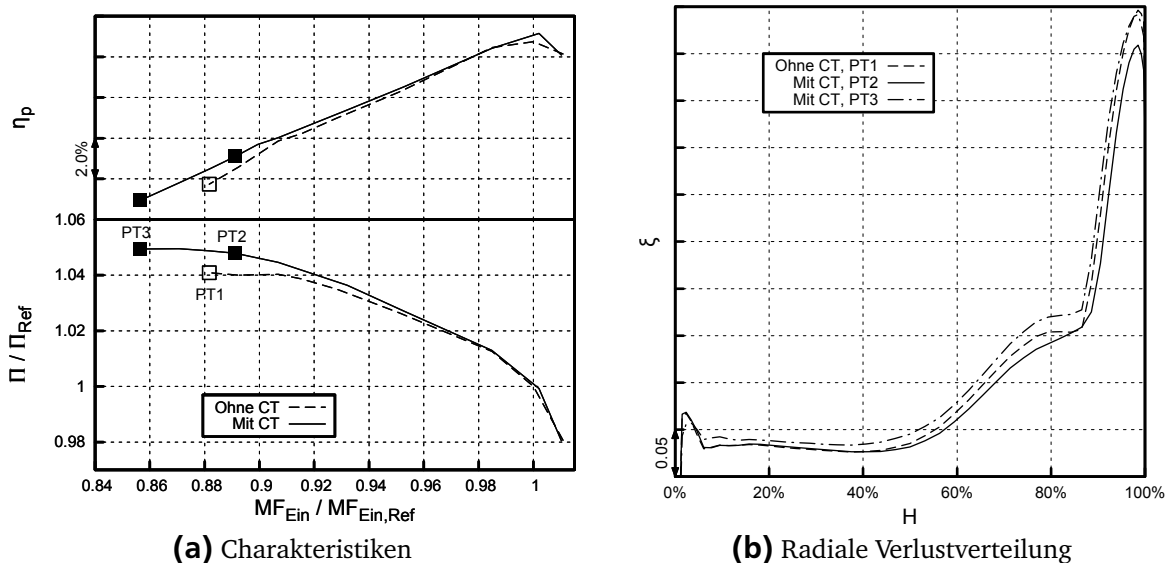 η_p
2.0%
1.06
1.04
1.02
1
0.98
Π / Π_Ref
PT3
PT2
PT1
Ohne CT
Mit CT
0.84 0.86 0.88 0.9 0.92 0.94 0.96 0.98 1
MF_Ein / MF_Ein,Ref
(a) Charakteristiken
Ohne CT, PT1
Mit CT, PT2
Mit CT, PT3
ξ
0.05
0% 20% 40% 60% 80% 100%
H
(b) Radiale Verlustverteilung